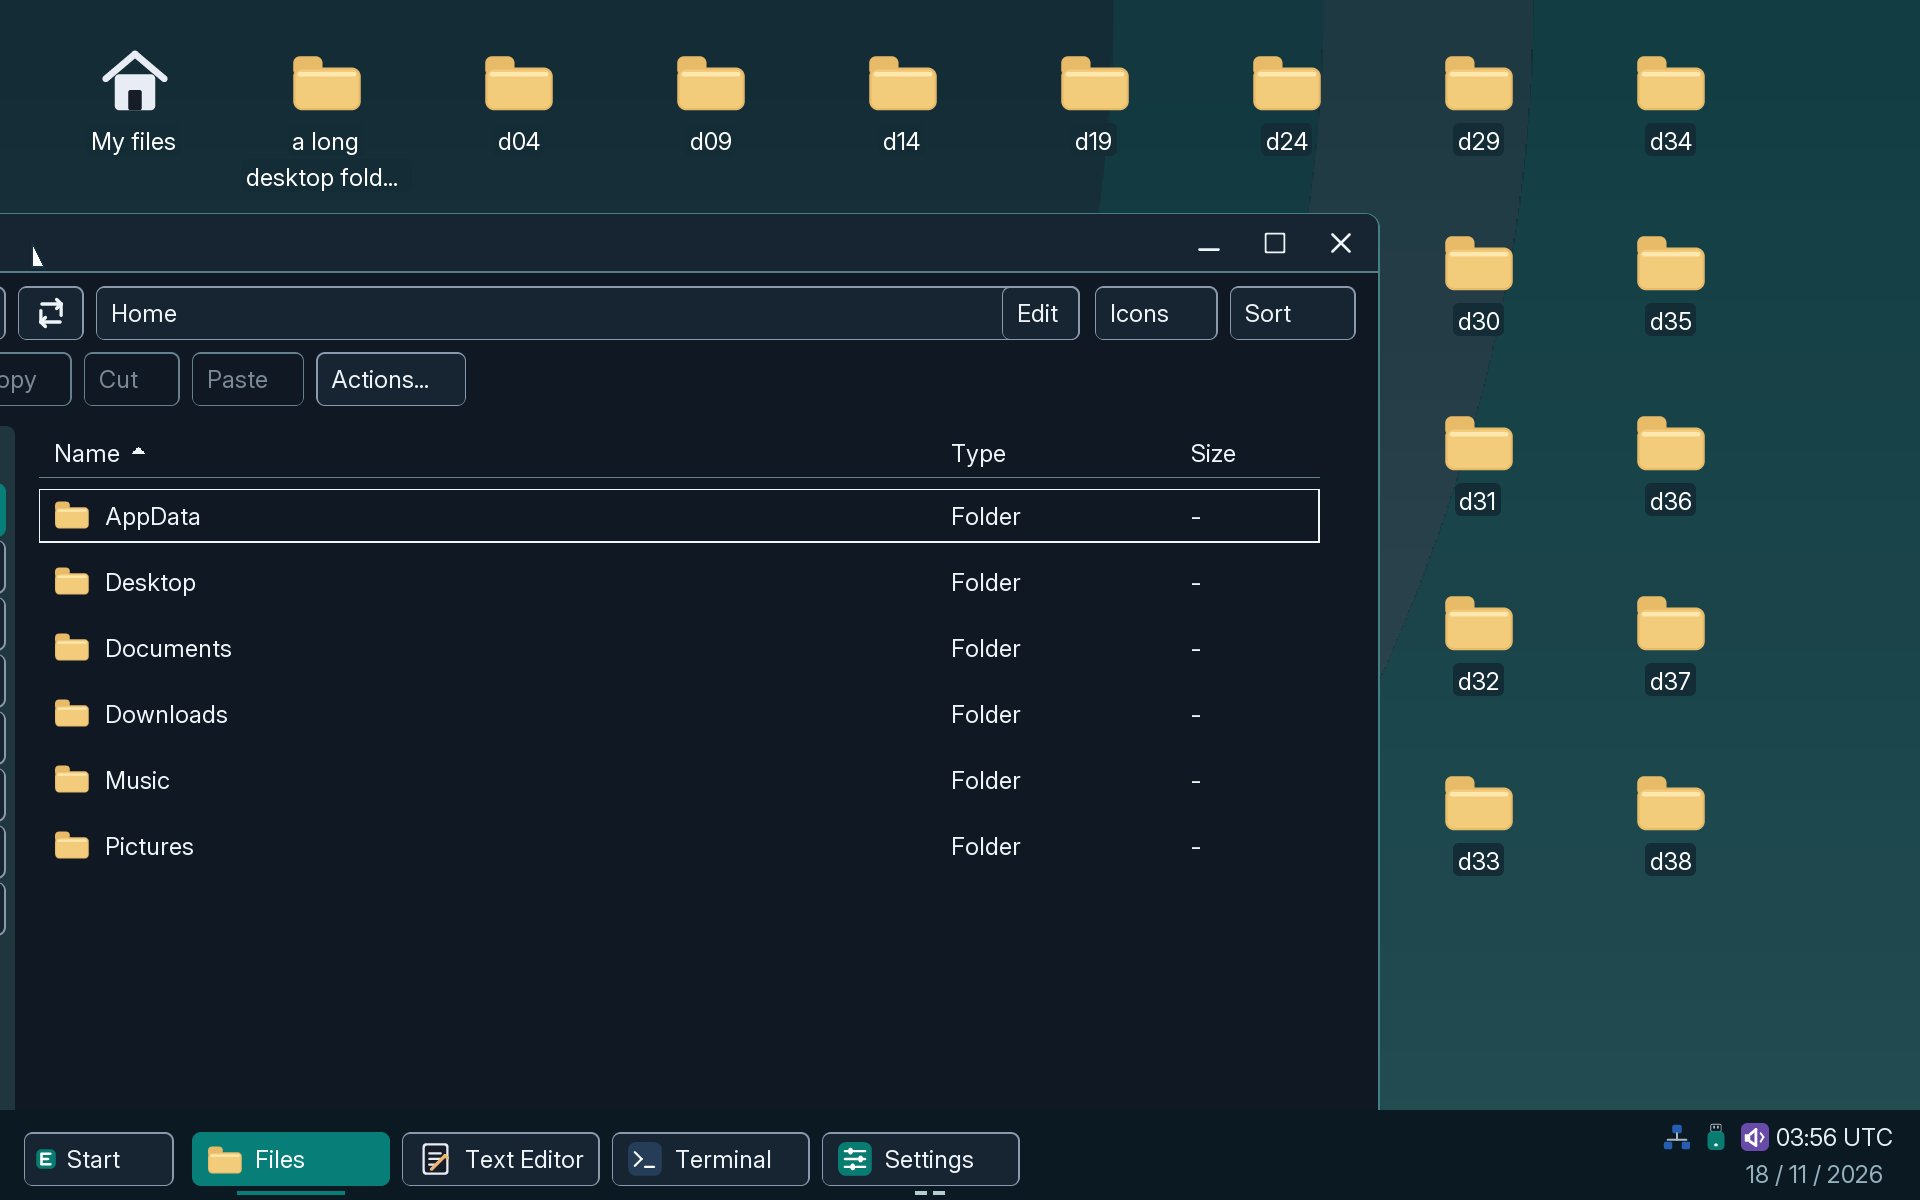 My files
a long
desktop fold...
d04
d09
d14
d19
d24
d29
d34
d30
d35
Home
Edit
Icons
Sort
Cut
Paste
Actions...
Name
Type
Size
AppData Folder -
Desktop Folder -
Documents Folder -
Downloads Folder -
Music Folder -
Pictures Folder -
d31
d36
d32
d37
d33
d38
Start
Files
Text Editor
Terminal
Settings
03:56 UTC
18 / 11 / 2026